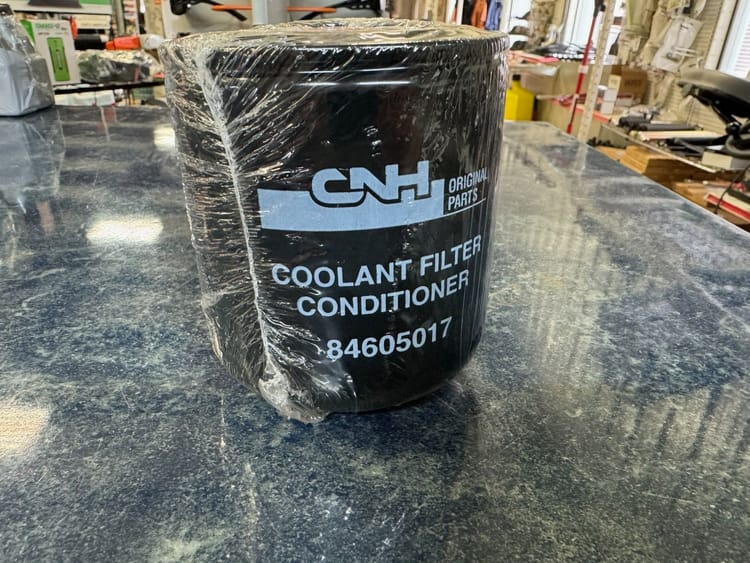 CNH
ORIGINAL
PARTS
COOLANT FILTER
CONDITIONER
84605017